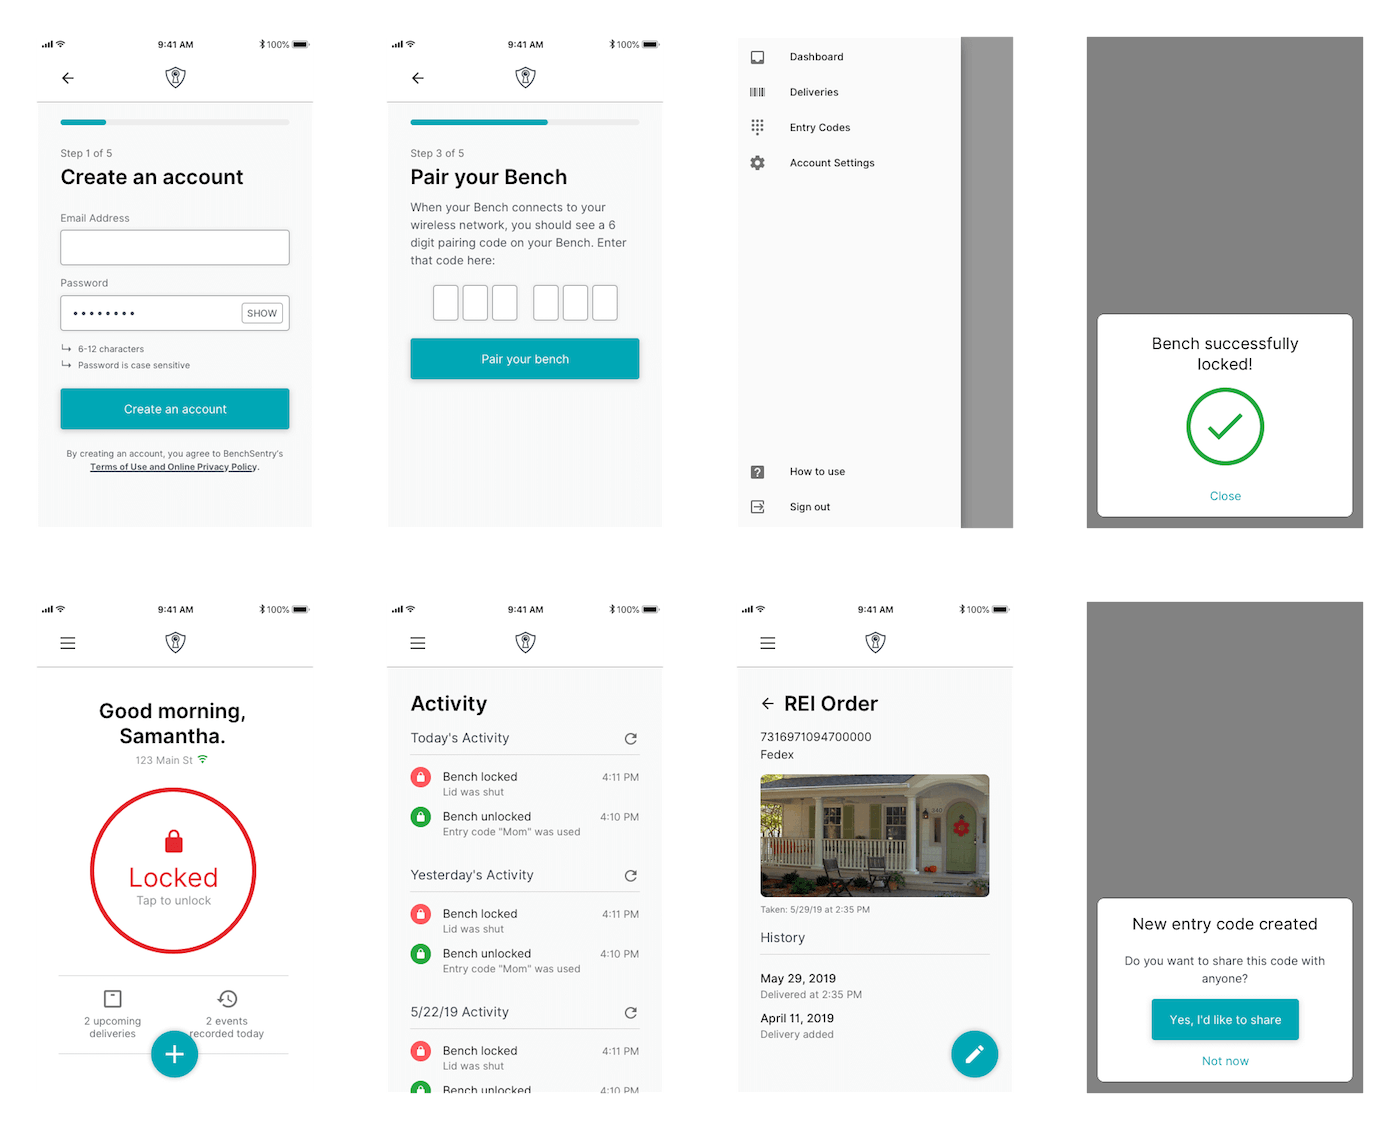 9:41 AM
100%
Step 1 of 5
Create an account
Email Address
Password
SHOW
6-12 characters
Password is case sensitive
Create an account
By creating an account, you agree to BenchSentry's
Terms of Use and Online Privacy Policy.
9:41 AM
100%
Step 3 of 5
Pair your Bench
When your Bench connects to your
wireless network, you should see a 6
digit pairing code on your Bench. Enter
that code here:
Pair your bench
Dashboard
Deliveries
Entry Codes
Account Settings
How to use
Sign out
Bench successfully
locked!
Close
9:41 AM
100%
Good morning,
Samantha.
123 Main St
Locked
Tap to unlock
2 upcoming
deliveries
2 events
recorded today
9:41 AM
100%
Activity
Today's Activity
Bench locked
4:11 PM
Lid was shut
Bench unlocked
4:10 PM
Entry code "Mom" was used
Yesterday's Activity
Bench locked
4:11 PM
Lid was shut
Bench unlocked
4:10 PM
Entry code "Mom" was used
5/22/19 Activity
Bench locked
4:11 PM
Lid was shut
Bench unlocked
4:10 PM
9:41 AM
100%
REI Order
7316971094700000
Fedex
340
Taken: 5/29/19 at 2:35 PM
History
May 29, 2019
Delivered at 2:35 PM
April 11, 2019
Delivery added
New entry code created
Do you want to share this code with
anyone?
Yes, I'd like to share
Not now